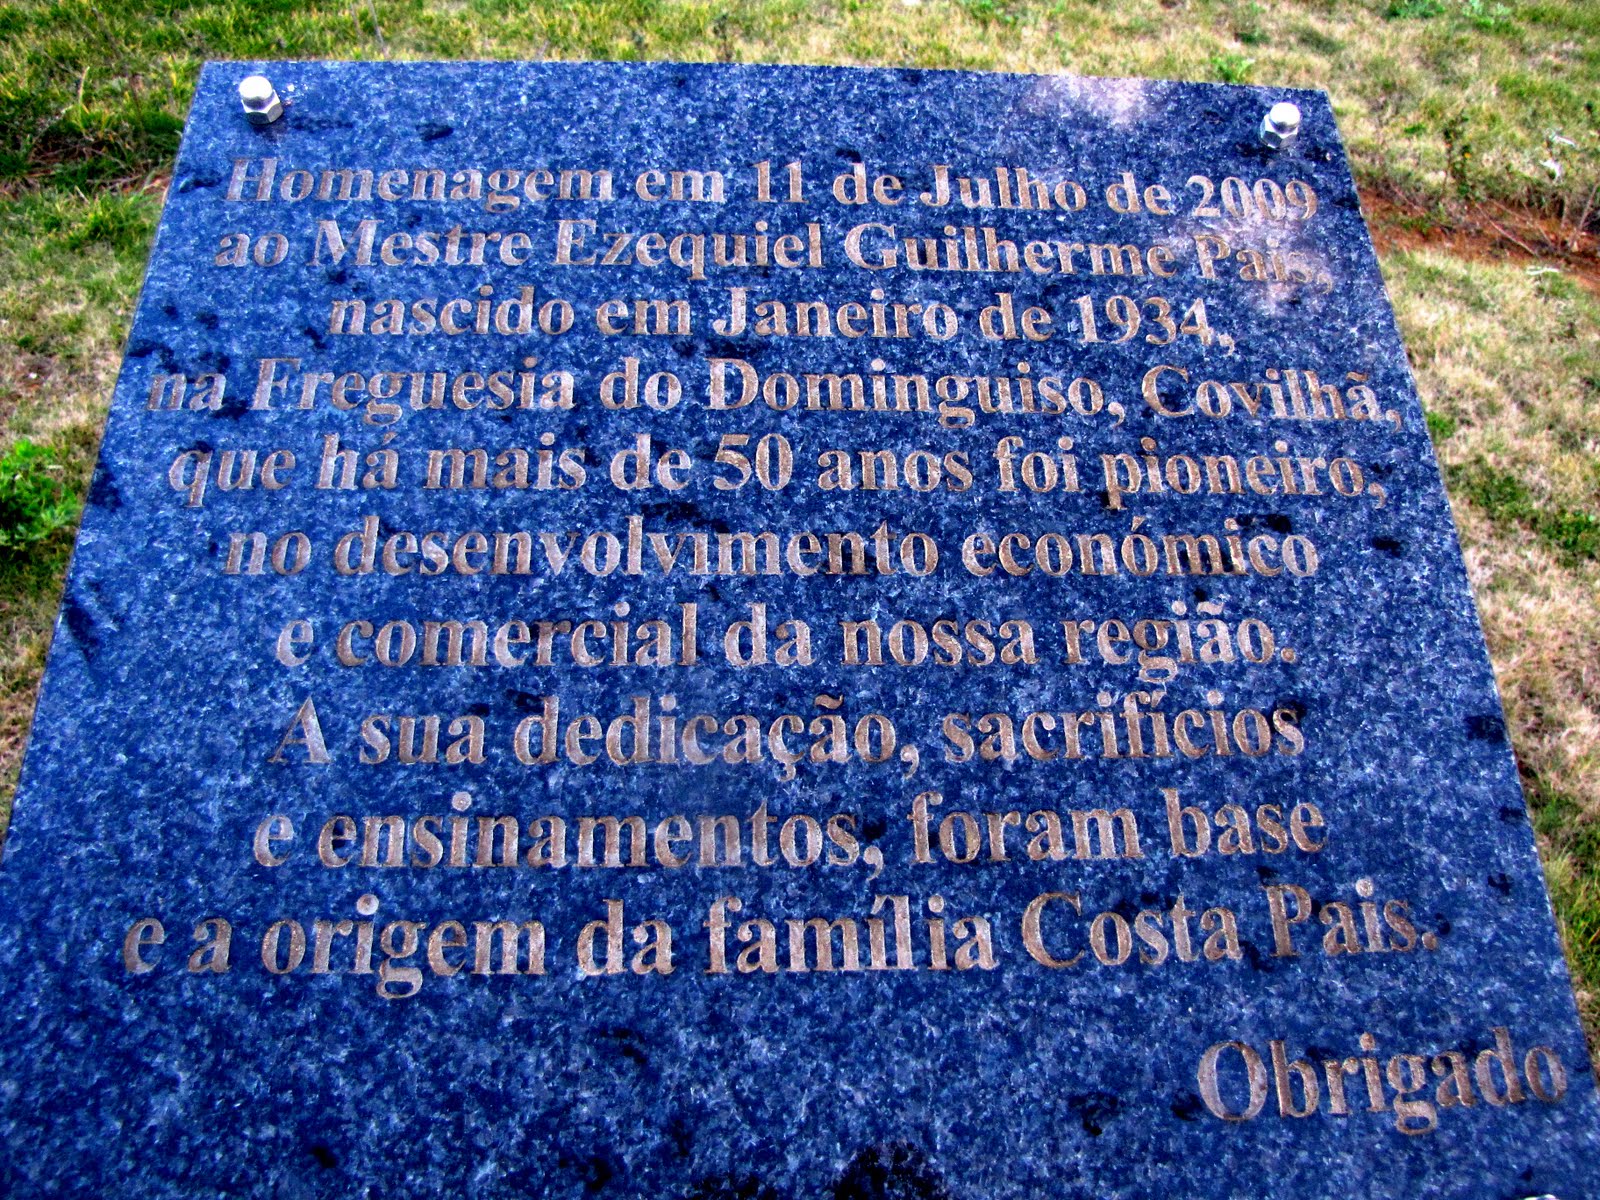 Homenagem em 11 de Julho de 2009
ao Mestre Ezequiel Guilherme Pais,
nascido em Janeiro de 1934,
na Freguesia do Dominguiso, Covilhã,
que há mais de 50 anos foi pioneiro,
no desenvolvimento económico
e comercial da nossa região.
A sua dedicação, sacrifícios
e ensinamentos, foram base
e a origem da família Costa Pais.
Obrigado